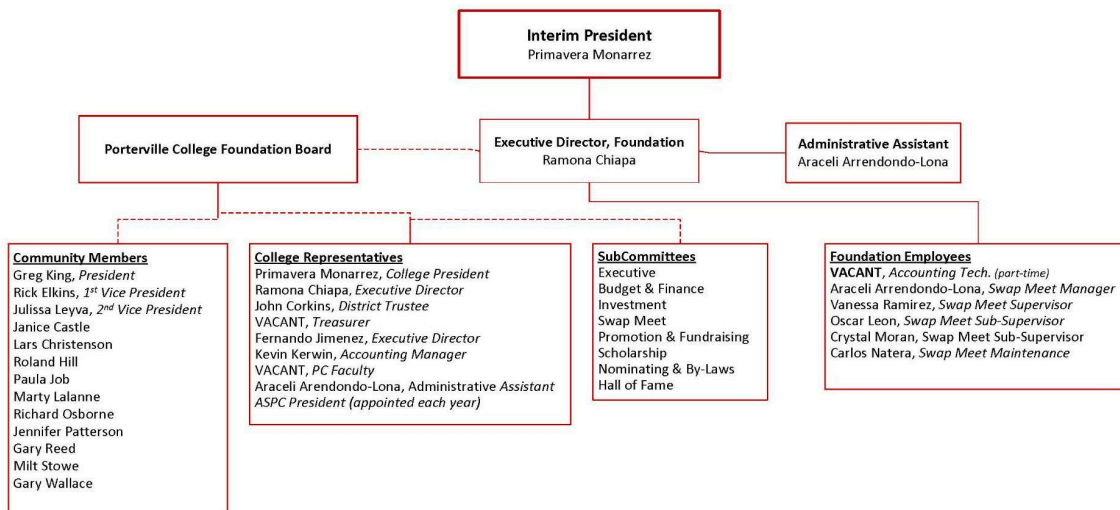 Interim President
Primavera Monarrez
Porterville College Foundation Board
Executive Director, Foundation
Ramona Chiapa
Administrative Assistant
Araceli Arrendondo-Lona
Community Members
Greg King, President
Rick Elkins, 1st Vice President
Julissa Leyva, 2nd Vice President
Janice Castle
Lars Christenson
Roland Hill
Paula Job
Marty Lalanne
Richard Osborne
Jennifer Patterson
Gary Reed
Milt Stowe
Gary Wallace
College Representatives
Primavera Monarrez, College President
Ramona Chiapa, Executive Director
John Corkins, District Trustee
VACANT, Treasurer
Fernando Jimenez, Executive Director
Kevin Kerwin, Accounting Manager
VACANT, PC Faculty
Araceli Arendondo-Lona, Administrative Assistant
ASPC President (appointed each year)
SubCommittees
Executive
Budget & Finance
Investment
Swap Meet
Promotion & Fundraising
Scholarship
Nominating & By-Laws
Hall of Fame
Foundation Employees
VACANT, Accounting Tech. (part-time)
Araceli Arrendondo-Lona, Swap Meet Manager
Vanessa Ramirez, Swap Meet Supervisor
Oscar Leon, Swap Meet Sub-Supervisor
Crystal Moran, Swap Meet Sub-Supervisor
Carlos Natera, Swap Meet Maintenance